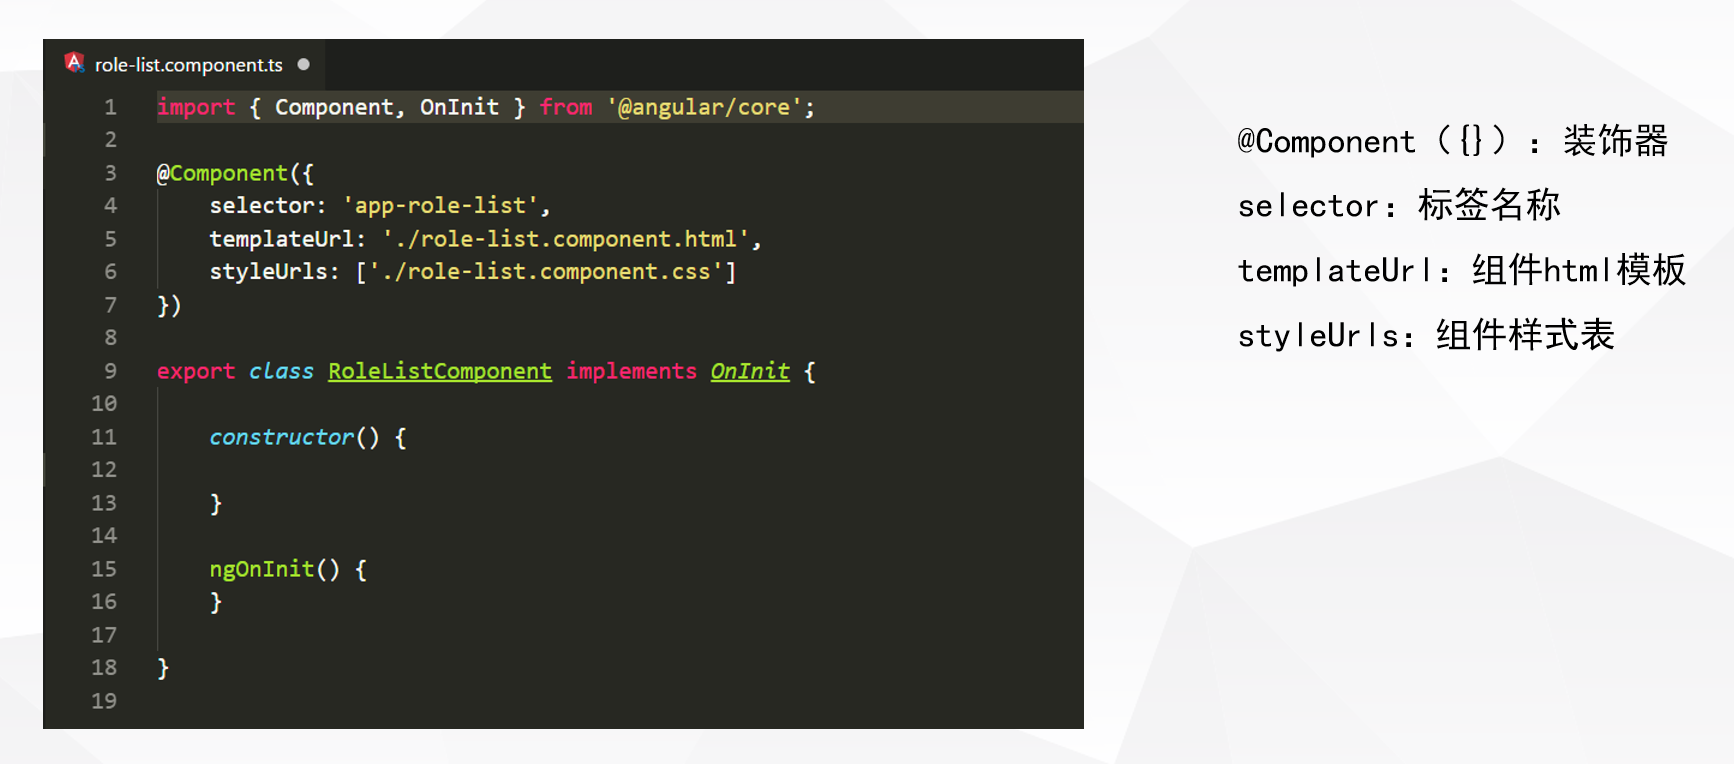 role-list.component.ts
1 import { Component, OnInit } from '@angular/core';
2
3 @Component({
4 selector: 'app-role-list',
5 templateUrl: './role-list.component.html',
6 styleUrls: ['./role-list.component.css']
7 })
8
9 export class RoleListComponent implements OnInit {
10
11 constructor() {
12
13 }
14
15 ngOnInit() {
16 }
17
18 }
19
@Component（{}）：装饰器
selector：标签名称
templateUrl：组件html模板
styleUrls：组件样式表